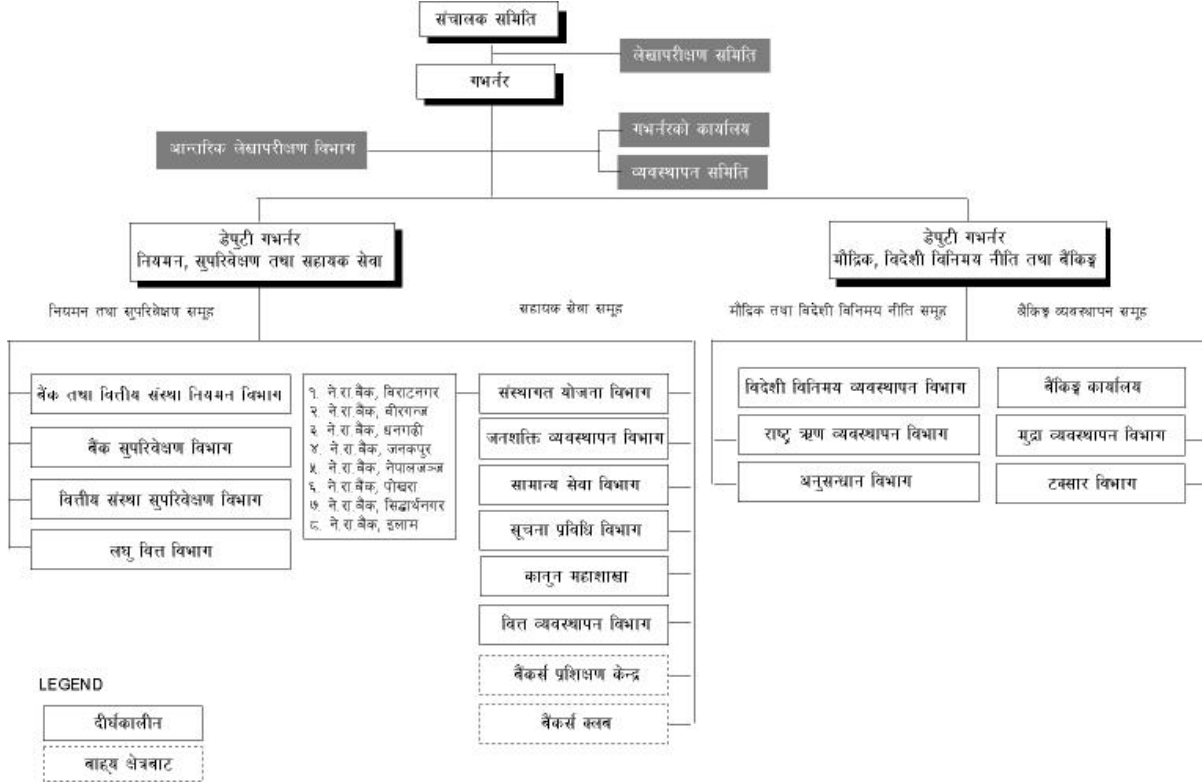 संचालक समिति
लेखापरीक्षण समिति
गभर्नर
गभर्नरको कार्यालय
आन्तरिक लेखापरीक्षण विभाग
व्यवस्थापन समिति
डेपुटी गभर्नर
नियमन, सुपरिवेक्षण तथा सहायक सेवा
डेपुटी गभर्नर
मौद्रिक, विदेशी विनिमय नीति तथा बैंकिङ्ग
नियमन तथा सुपरिवेक्षण समूह
सहायक सेवा समूह
मौद्रिक तथा विदेशी विनिमय नीति समूह
बैंकिङ्ग व्यवस्थापन समूह
बैंक तथा वित्तीय संस्था नियमन विभाग
बैंक सुपरिवेक्षण विभाग
वित्तीय संस्था सुपरिवेक्षण विभाग
लघु वित्त विभाग
१. ने.रा.बैंक, विराटनगर
२. ने.रा.बैंक, बीरगन्ज
३. ने.रा.बैंक, धनगढी
४. ने.रा.बैंक, जनकपुर
५. ने.रा.बैंक, नेपालजञ्ज
६. ने.रा.बैंक, पोखरा
७. ने.रा.बैंक, सिद्धार्थनगर
८. ने.रा.बैंक, इलाम
संस्थागत योजना विभाग
जनशक्ति व्यवस्थापन विभाग
सामान्य सेवा विभाग
सूचना प्रविधि विभाग
कानुन महाशाखा
वित्त व्यवस्थापन विभाग
बैंकर्स प्रशिक्षण केन्द्र
बैंकर्स क्लब
विदेशी विनिमय व्यवस्थापन विभाग
राष्ट्र ऋण व्यवस्थापन विभाग
अनुसन्धान विभाग
बैंकिङ्ग कार्यालय
मुद्रा व्यवस्थापन विभाग
टक्सार विभाग
LEGEND
दीर्घकालीन
बाह्य क्षेत्रबाट